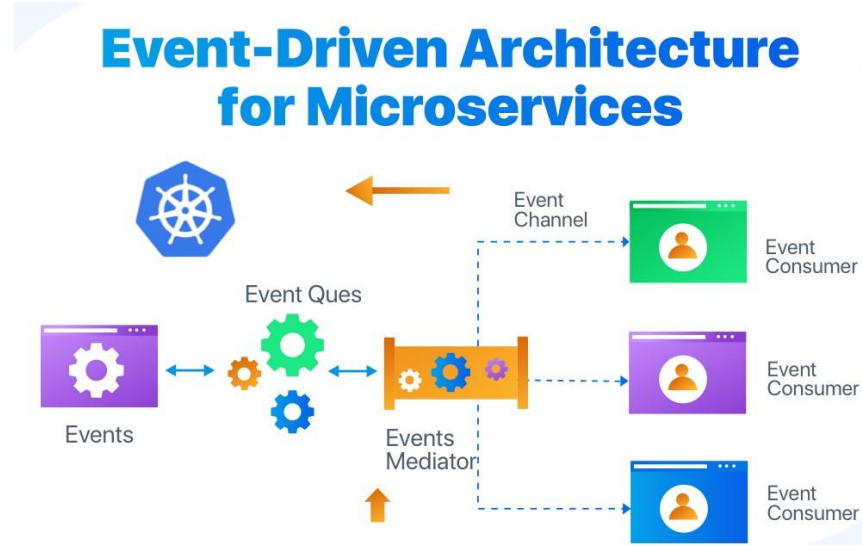 Event-Driven Architecture
for Microservices
Event
Channel
Event
Consumer
Event Ques
Events
Events
Mediator
Event
Consumer
Event
Consumer